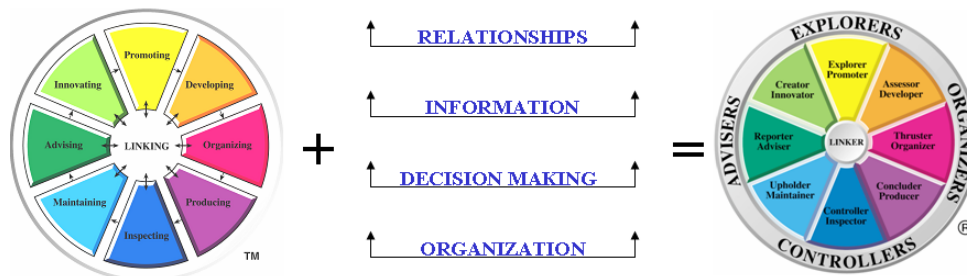 Promoting
Developing
Organizing
Producing
Inspecting
Maintaining
Advising
Innovating
LINKING
TM
+
RELATIONSHIPS
INFORMATION
DECISION MAKING
ORGANIZATION
=
EXPLORERS
ORGANIZERS
CONTROLLERS
ADVISERS
Explorer
Promoter
Assessor
Developer
Thruster
Organizer
Concluder
Producer
Controller
Inspector
Upholder
Maintainer
Reporter
Adviser
Creator
Innovator
LINKER
®